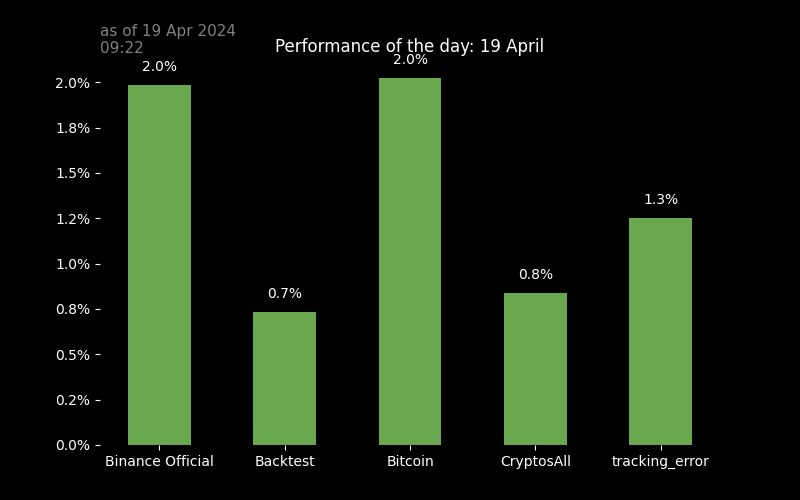 as of 19 Apr 2024
09:22
Performance of the day: 19 April
2.0%
0.7%
2.0%
0.8%
1.3%
2.0%
1.8%
1.5%
1.2%
1.0%
0.8%
0.5%
0.2%
0.0%
Binance Official
Backtest
Bitcoin
CryptosAll
tracking_error